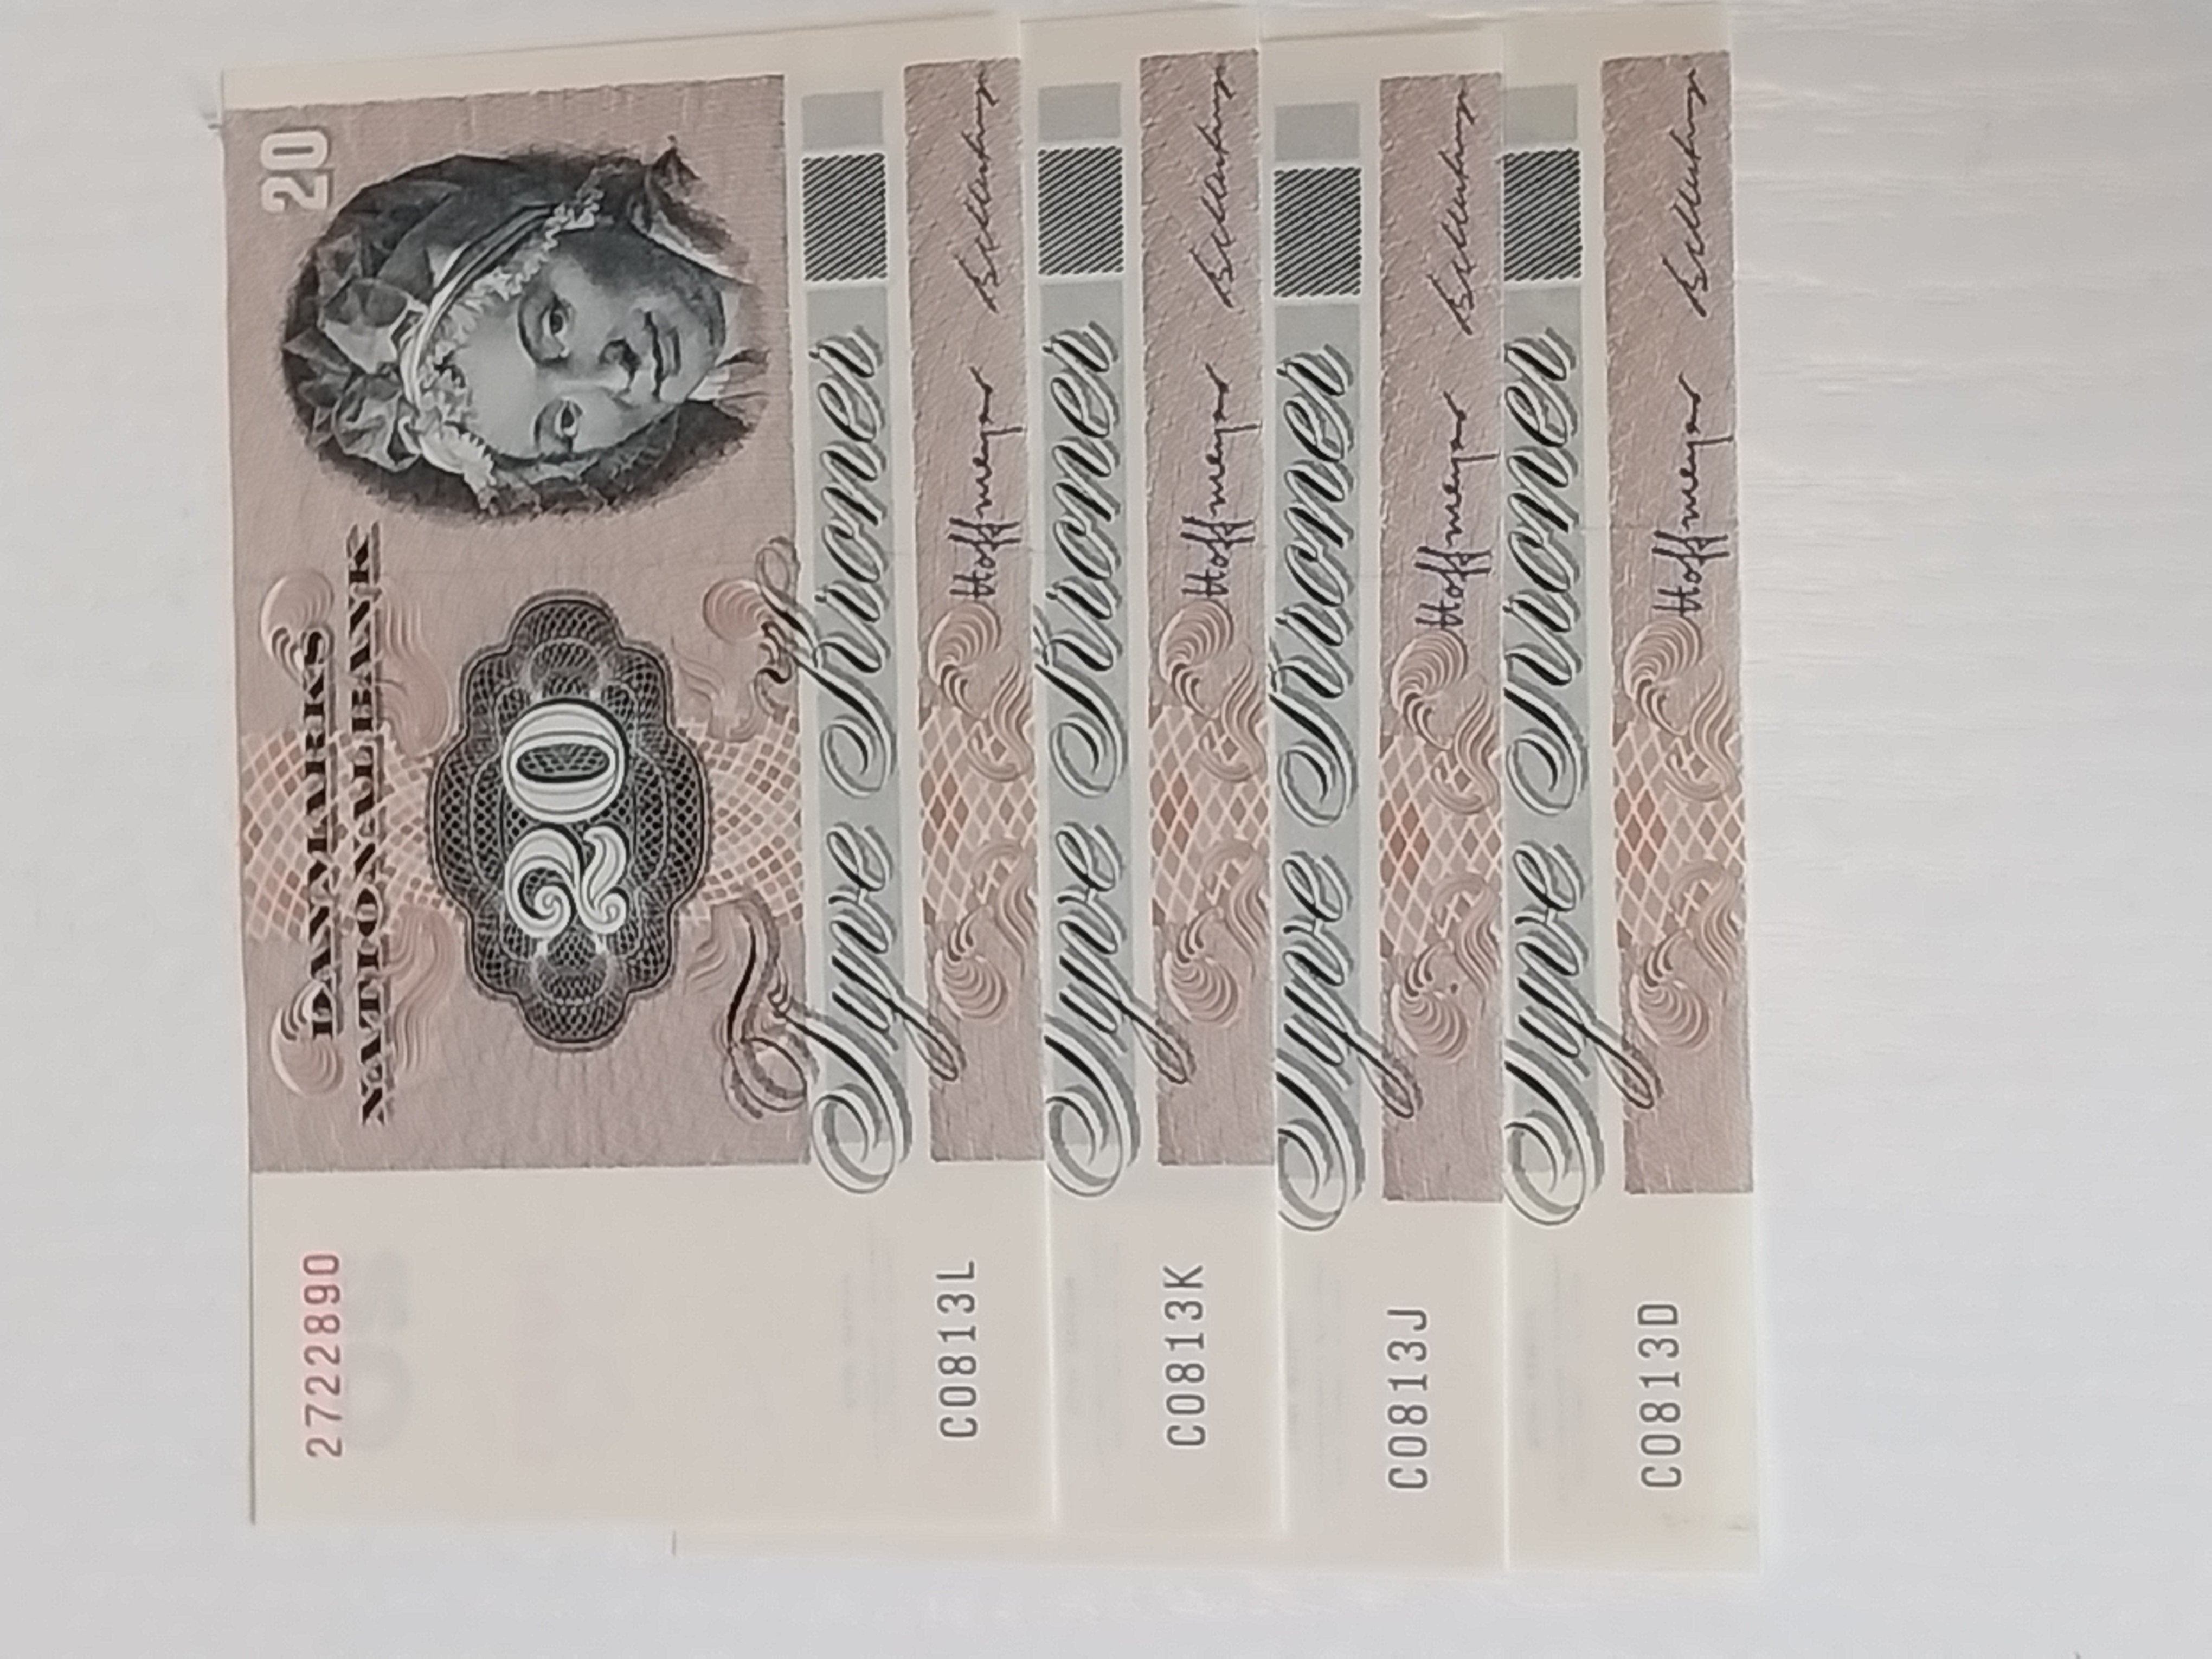 2722890
DANMARKS
NATIONALBANK
20
20
Tyve Kroner
C0813L
Hoffmeyer
Tyve Kroner
C0813K
Hoffmeyer
Tyve Kroner
C0813J
Hoffmeyer
Tyve Kroner
C0813D
Hoffmeyer